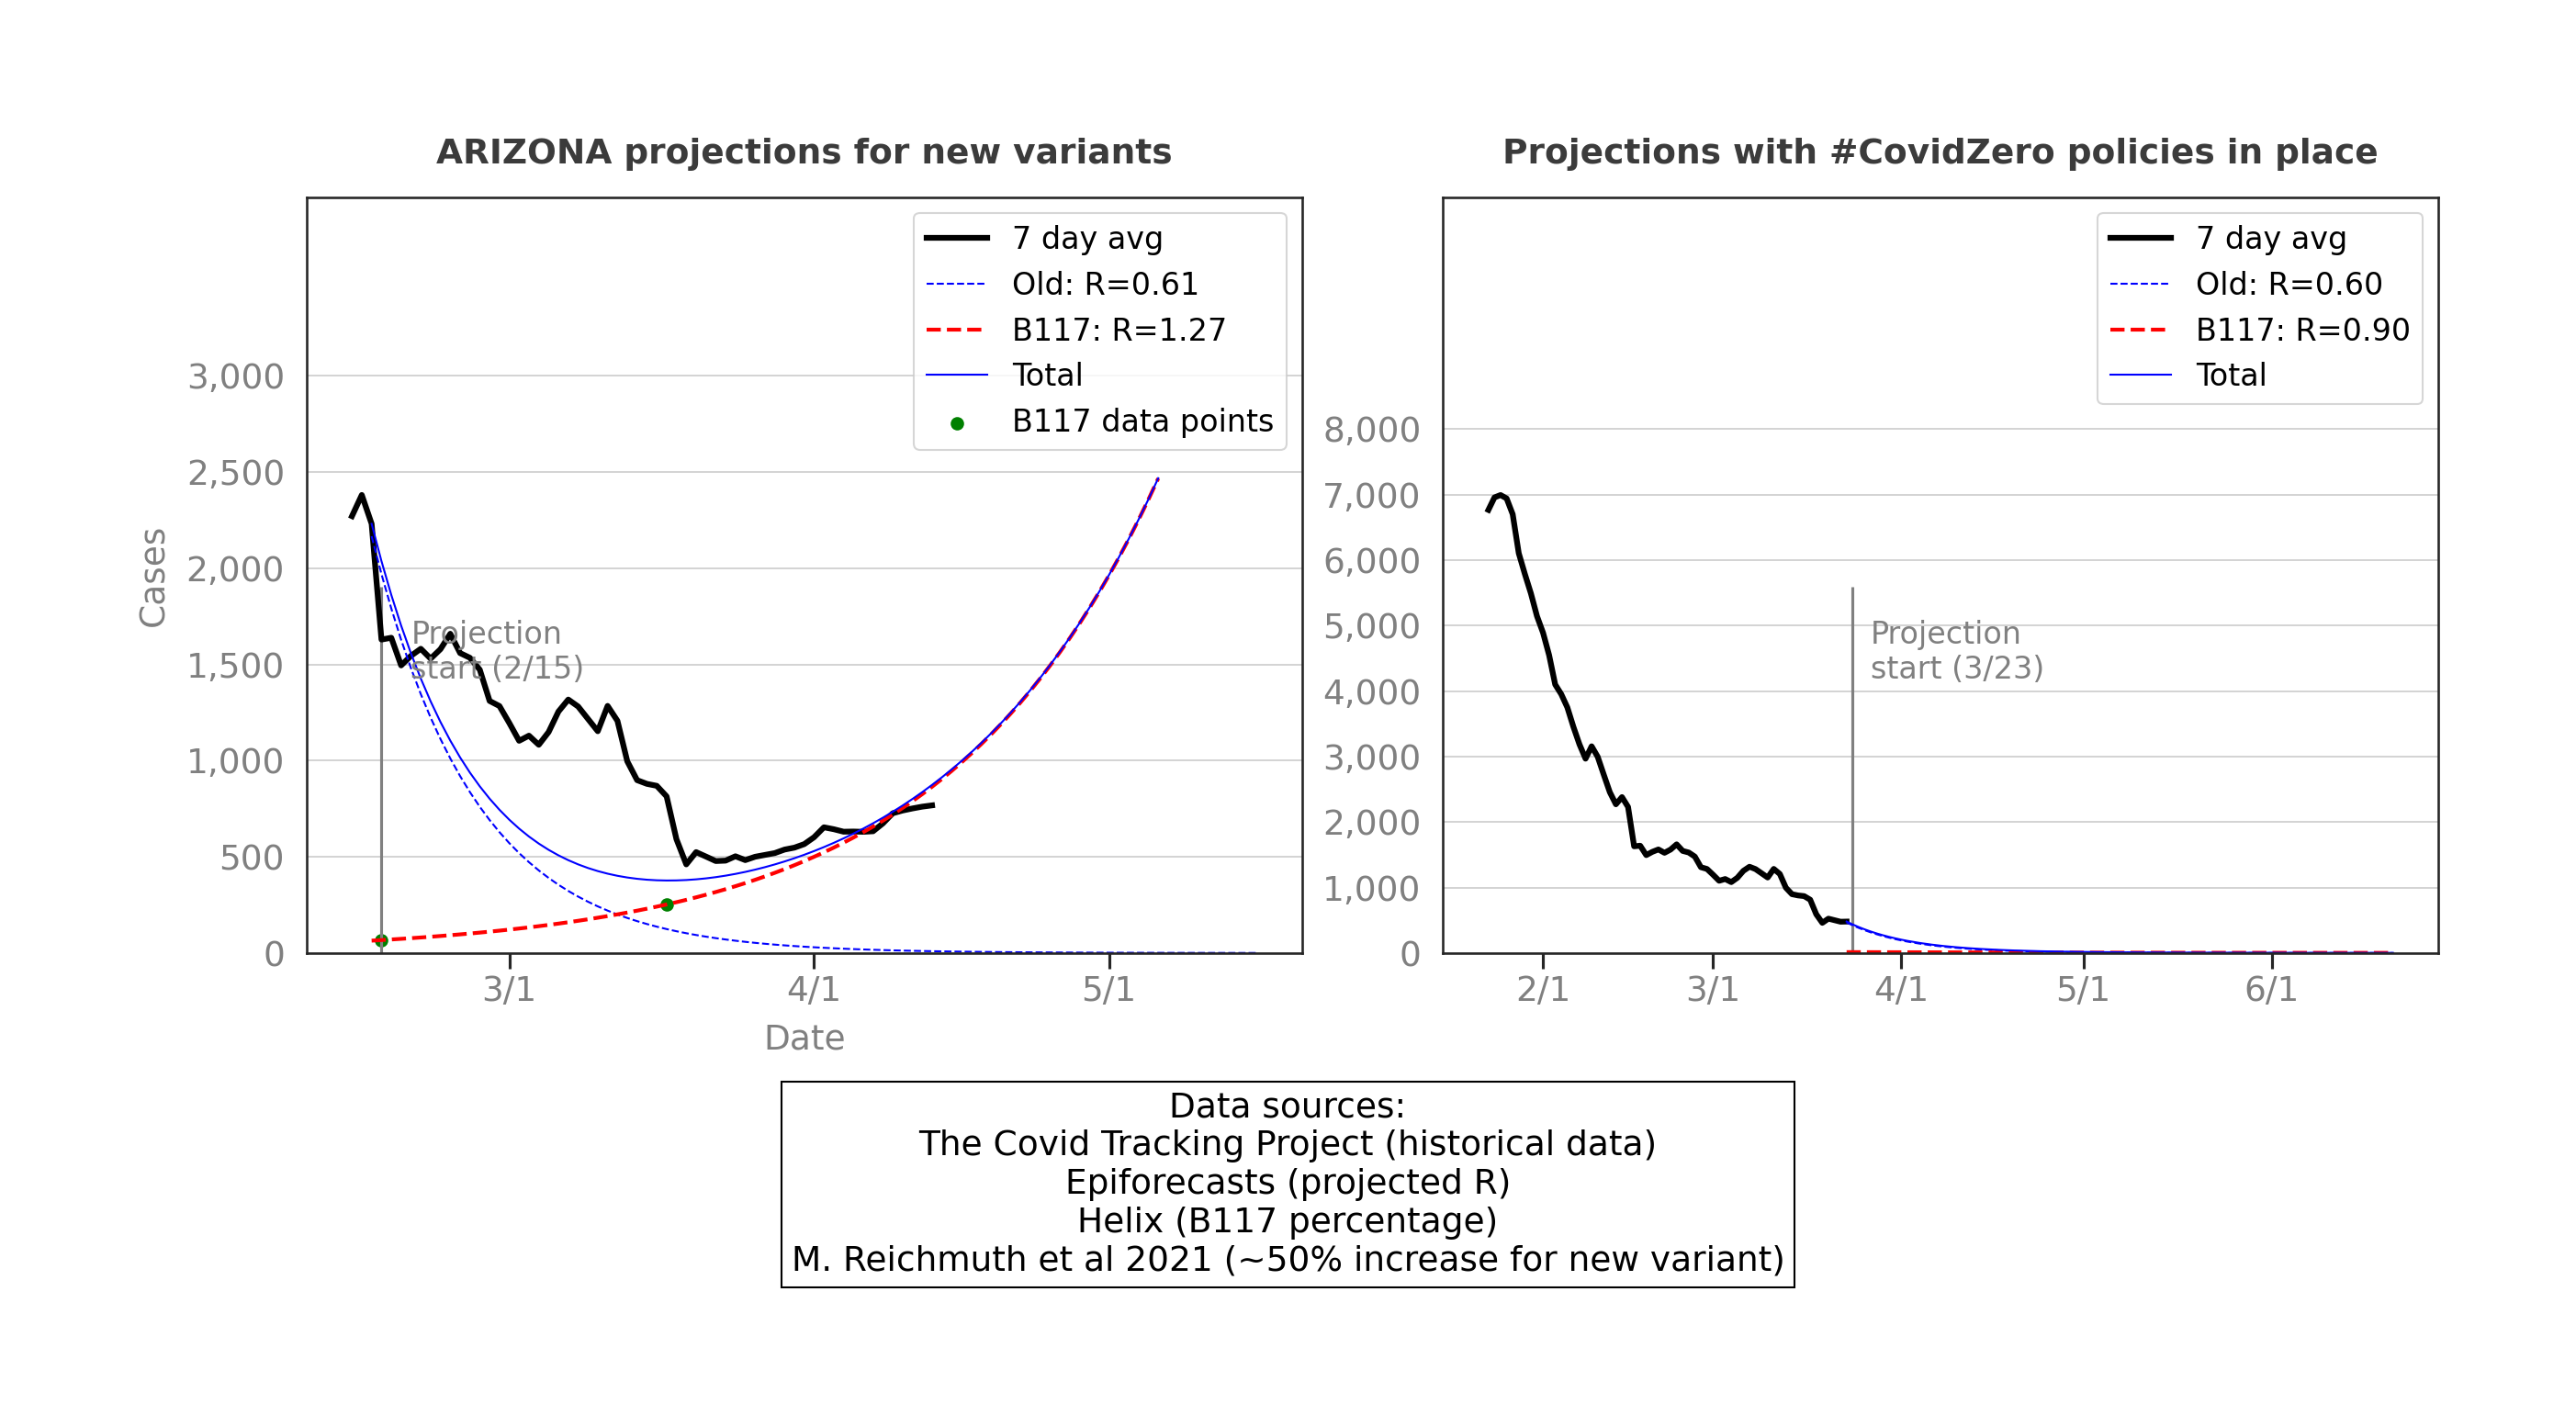 ARIZONA projections for new variants
7 day avg
Old: R=0.61
B117: R=1.27
Total
B117 data points
Cases
3,000
2,500
2,000
1,500
1,000
500
0
Projection
start (2/15)
3/1
4/1
5/1
Date
Projections with #CovidZero policies in place
7 day avg
Old: R=0.60
B117: R=0.90
Total
8,000
7,000
6,000
5,000
4,000
3,000
2,000
1,000
0
Projection
start (3/23)
2/1
3/1
4/1
5/1
6/1
Data sources:
The Covid Tracking Project (historical data)
Epiforecasts (projected R)
Helix (B117 percentage)
M. Reichmuth et al 2021 (~50% increase for new variant)